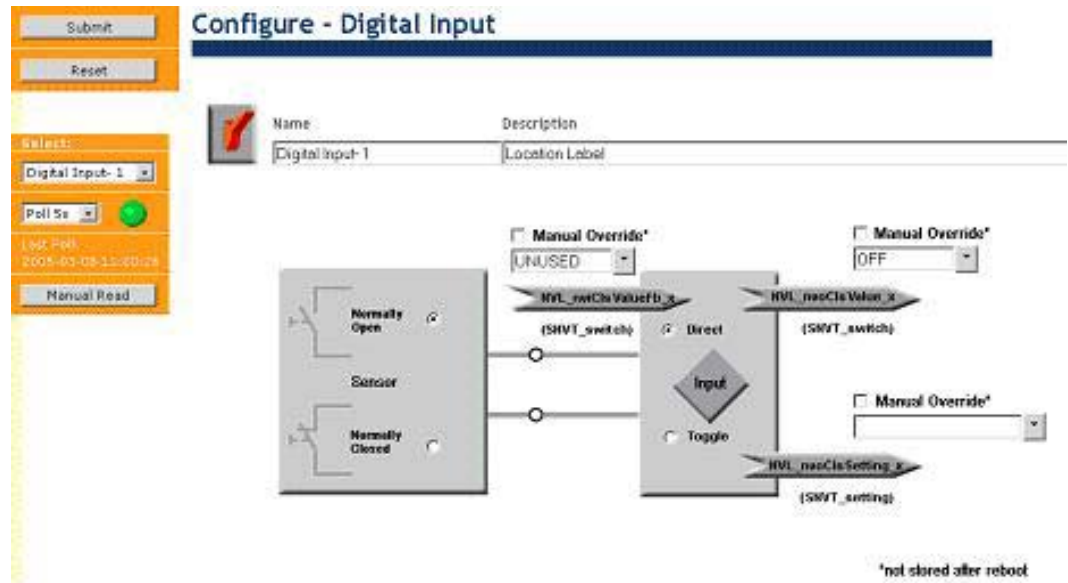 Submit
Configure - Digital Input
Reset
Name
Description
Select:
Digital Input- 1
Location Label
Digital Input- 1
Poll 5s
Last Poll:
Manual Read
Manual Override*
UNUSED
Manual Override*
OFF
(SNVT_switch)
(SNVT_switch)
Normally
Open
Direct
Sensor
Input
Manual Override*
Normally
Closed
Toggle
(SNVT_setting)
*not stored after reboot